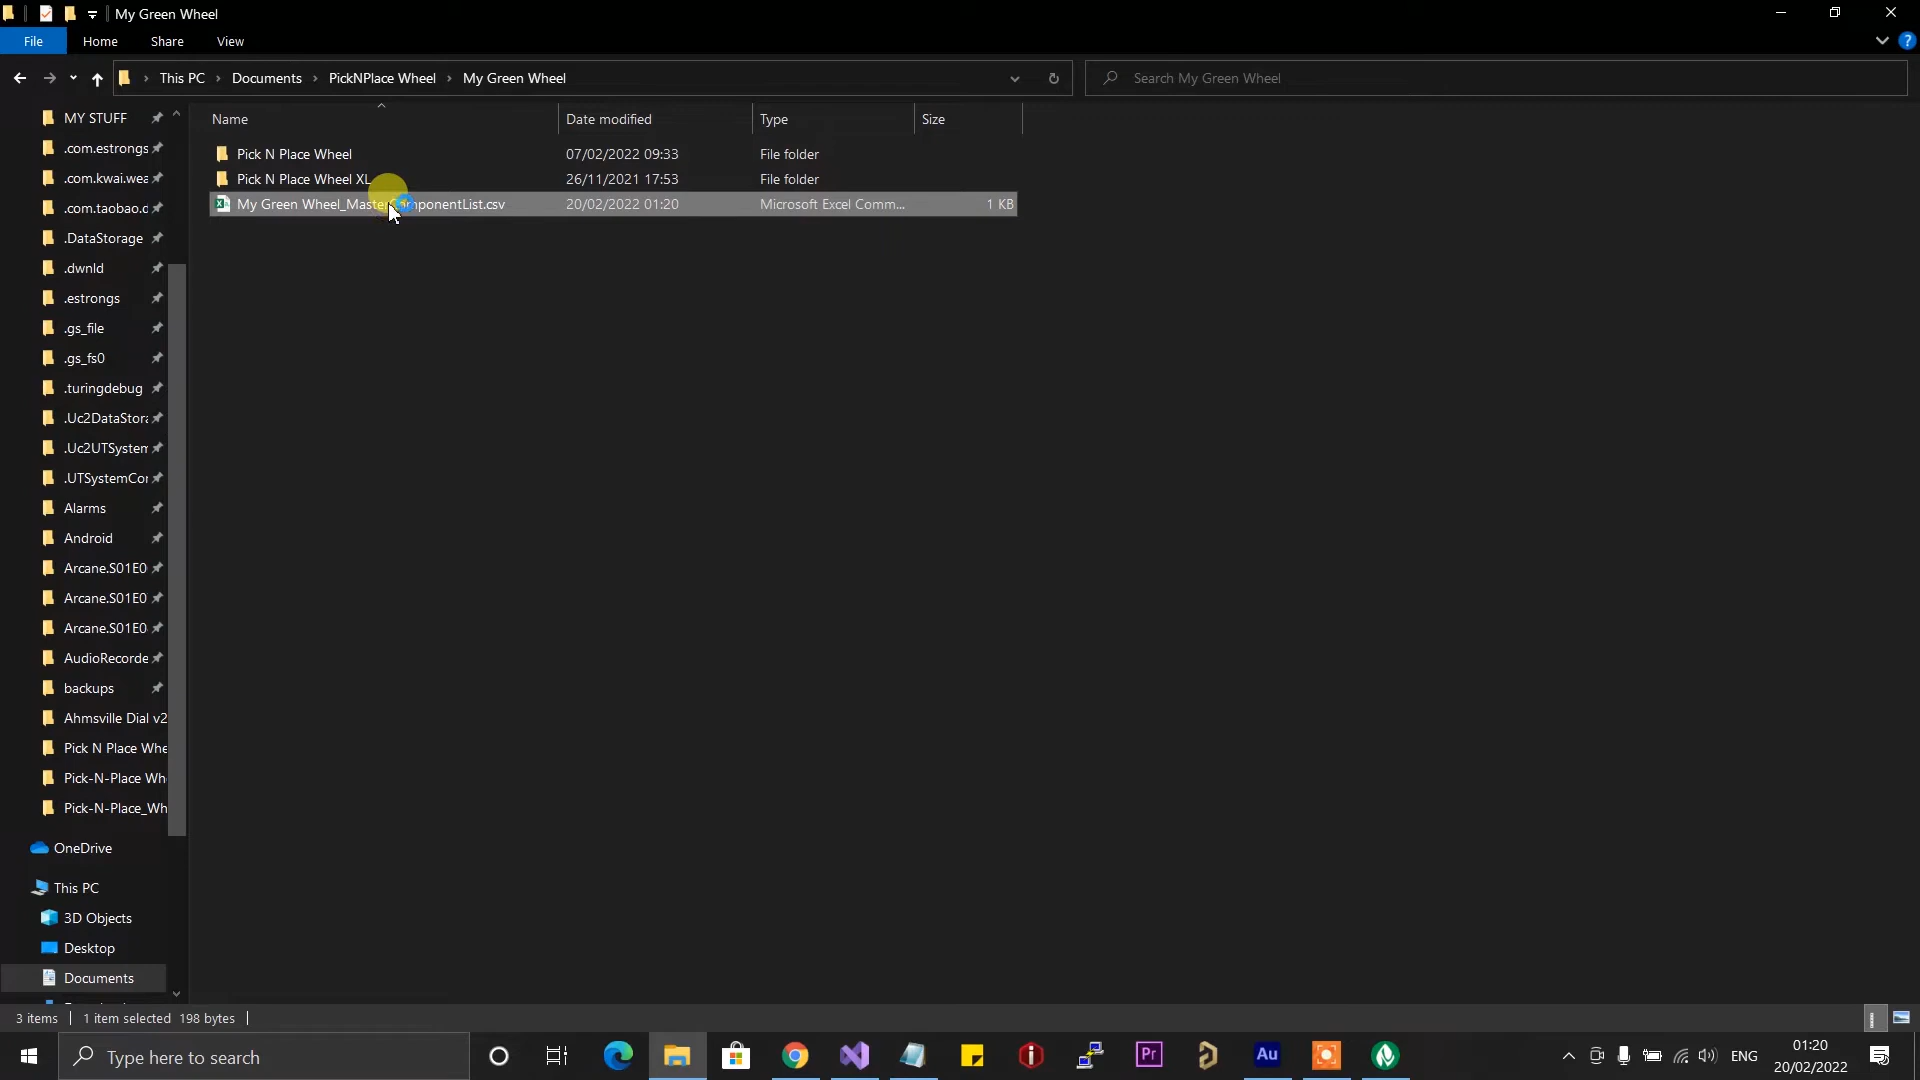 My Green Wheel
File Home Share View
This PC Documents PickNPlace Wheel My Green Wheel
Search My Green Wheel
Name Date modified Type Size
Pick N Place Wheel 07/02/2022 09:33 File folder
Pick N Place Wheel XL 26/11/2021 17:53 File folder
My Green Wheel_Master omponentList.csv 20/02/2022 01:20 Microsoft Excel Comm... 1 KB
MY STUFF
.com.estrongs
.com.kwai.wea
.com.taobao.d
.DataStorage
.dwnld
.estrongs
.gs_file
.gs_fs0
.turingdebug
.Uc2DataStora
.Uc2UTSystem
.UTSystemCor
Alarms
Android
Arcane.S01E0
Arcane.S01E0
Arcane.S01E0
AudioRecorde
backups
Ahmsville Dial v2
Pick N Place Whe
Pick-N-Place Wh
Pick-N-Place_Wh
OneDrive
This PC
3D Objects
Desktop
Documents
3 items 1 item selected 198 bytes
Type here to search
Pr
Au
ENG
01:20
20/02/2022